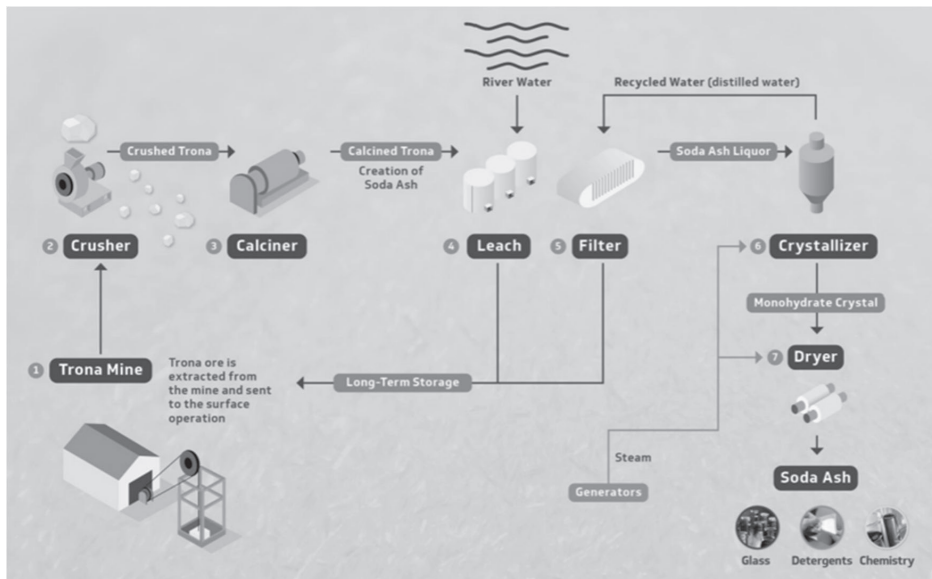 River Water
Recycled Water (distilled water)
Crushed Trona
Calcined Trona
Creation of
Soda Ash
Soda Ash Liquor
2 Crusher
3 Calciner
4 Leach
5 Filter
6 Crystallizer
Monohydrate Crystal
1 Trona Mine
Trona ore is
extracted from
the mine and sent
to the surface
operation
Long-Term Storage
7 Dryer
Steam
Generators
Soda Ash
Glass
Detergents
Chemistry